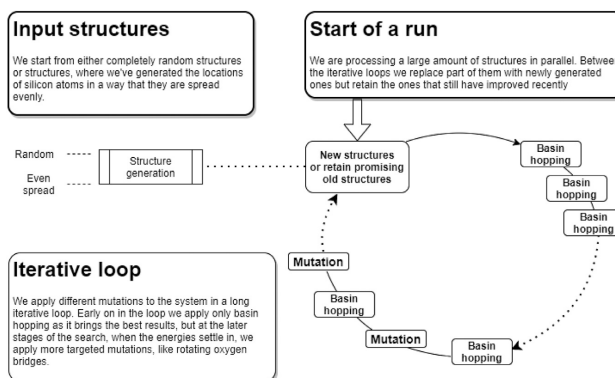 Input structures
We start from either completely random structures
or structures, where we've generated the locations
of silicon atoms in a way that they are spread
evenly.
Start of a run
We are processing a large amount of structures in parallel. Between
the iterative loops we replace part of them with newly generated
ones but retain the ones that still have improved recently
Random
Even
spread
Structure
generation
New structures
or retain promising
old structures
Basin
hopping
Basin
hopping
Basin
hopping
Basin
hopping
Mutation
Basin
hopping
Mutation
Iterative loop
We apply different mutations to the system in a long
iterative loop. Early on in the loop we apply only basin
hopping as it brings the best results, but at the later
stages of the search, when the energies settle in, we
apply more targeted mutations, like rotating oxygen
bridges.